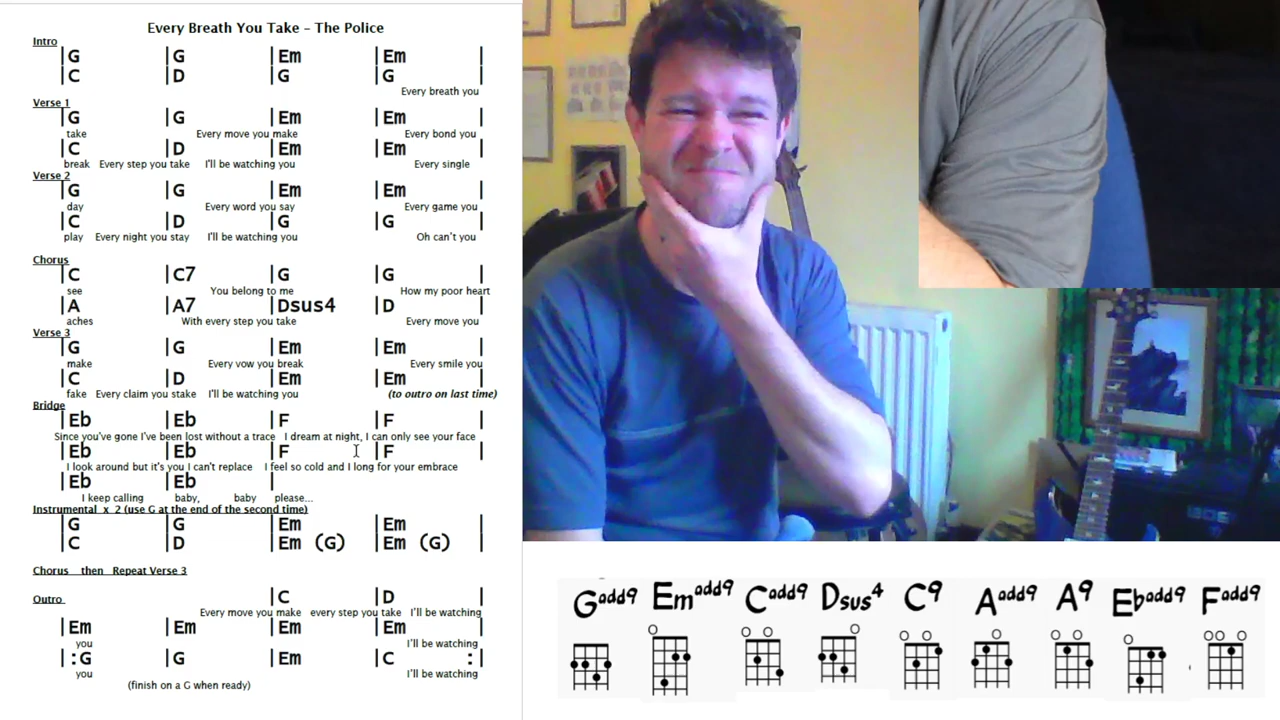 Every Breath You Take – The Police
Intro
|G |G |Em |Em |
|C |D |G |G |
Every breath you
Verse 1
|G |G |Em |Em |
take Every move you make Every bond you
|C |D |Em |Em |
break Every step you take I'll be watching you Every single
Verse 2
|G |G |Em |Em |
day Every word you say Every game you
|C |D |G |G |
play Every night you stay I'll be watching you Oh can't you
Chorus
|C |C7 |G |G |
see You belong to me How my poor heart
|A |A7 |Dsus4 |D |
aches With every step you take Every move you
Verse 3
|G |G |Em |Em |
make Every vow you break Every smile you
|C |D |Em |Em |
fake Every claim you stake I'll be watching you (to outro on last time)
Bridge
|Eb |Eb |F |F |
Since you've gone I've been lost without a trace I dream at night, I can only see your face
|Eb |Eb |F |F |
I look around but it's you I can't replace I feel so cold and I long for your embrace
|Eb |Eb |
I keep calling baby, baby please...
Instrumental x 2 (use G at the end of the second time)
|G |G |Em |Em |
|C |D |Em (G) |Em (G) |
Chorus then Repeat Verse 3
Outro |C |D |
Every move you make every step you take I'll be watching
|Em |Em |Em |Em |
you I'll be watching
|:G |G |Em |C :|
you I'll be watching
(finish on a G when ready)
Gadd9 Emadd9 Cadd9 Dsus4 C9 Aadd9 A9 Ebadd9 Fadd9